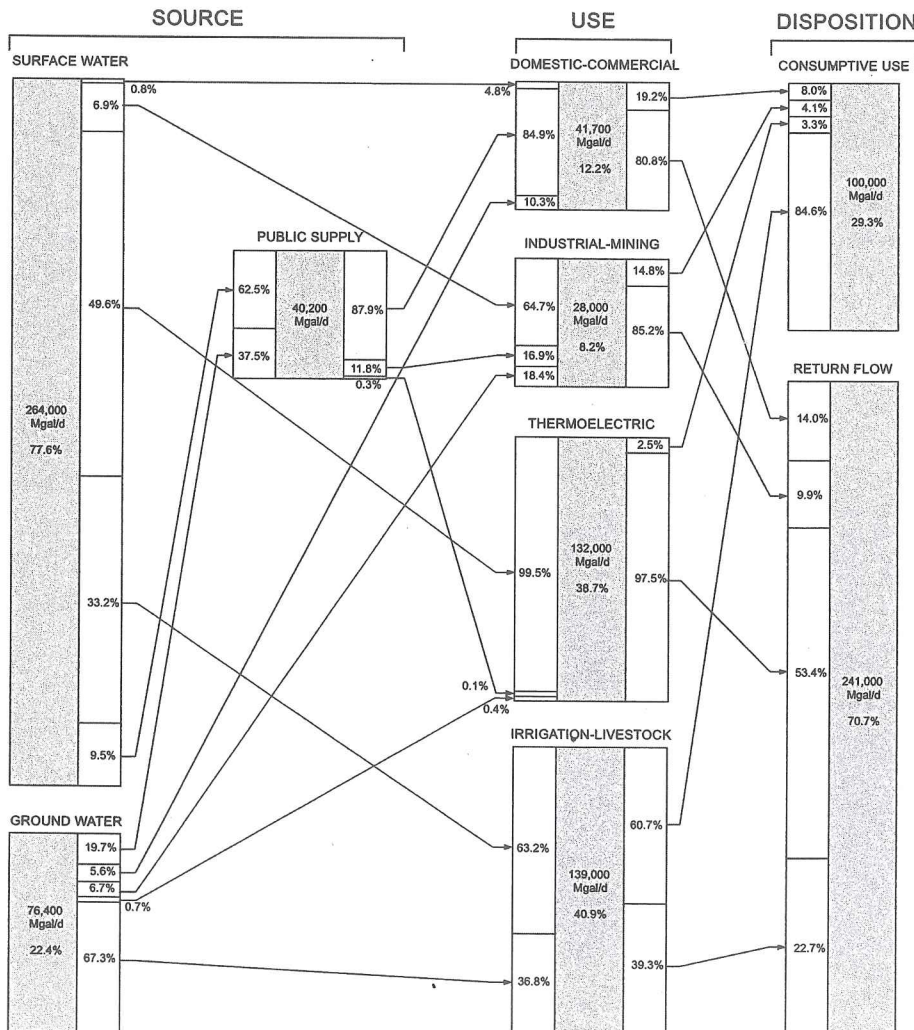 SOURCE
USE
DISPOSITION
SURFACE WATER
0.8%
6.9%
49.6%
264,000
Mgal/d
77.6%
33.2%
9.5%
GROUND WATER
19.7%
5.6%
6.7%
0.7%
76,400
Mgal/d
22.4%
67.3%
PUBLIC SUPPLY
62.5%
37.5%
40,200
Mgal/d
87.9%
11.8%
0.3%
DOMESTIC-COMMERCIAL
4.8%
84.9%
10.3%
41,700
Mgal/d
12.2%
19.2%
80.8%
INDUSTRIAL-MINING
64.7%
16.9%
18.4%
28,000
Mgal/d
8.2%
14.8%
85.2%
THERMOELECTRIC
99.5%
0.1%
0.4%
132,000
Mgal/d
38.7%
2.5%
97.5%
IRRIGATION-LIVESTOCK
63.2%
36.8%
139,000
Mgal/d
40.9%
60.7%
39.3%
CONSUMPTIVE USE
8.0%
4.1%
3.3%
84.6%
100,000
Mgal/d
29.3%
RETURN FLOW
14.0%
9.9%
53.4%
22.7%
241,000
Mgal/d
70.7%